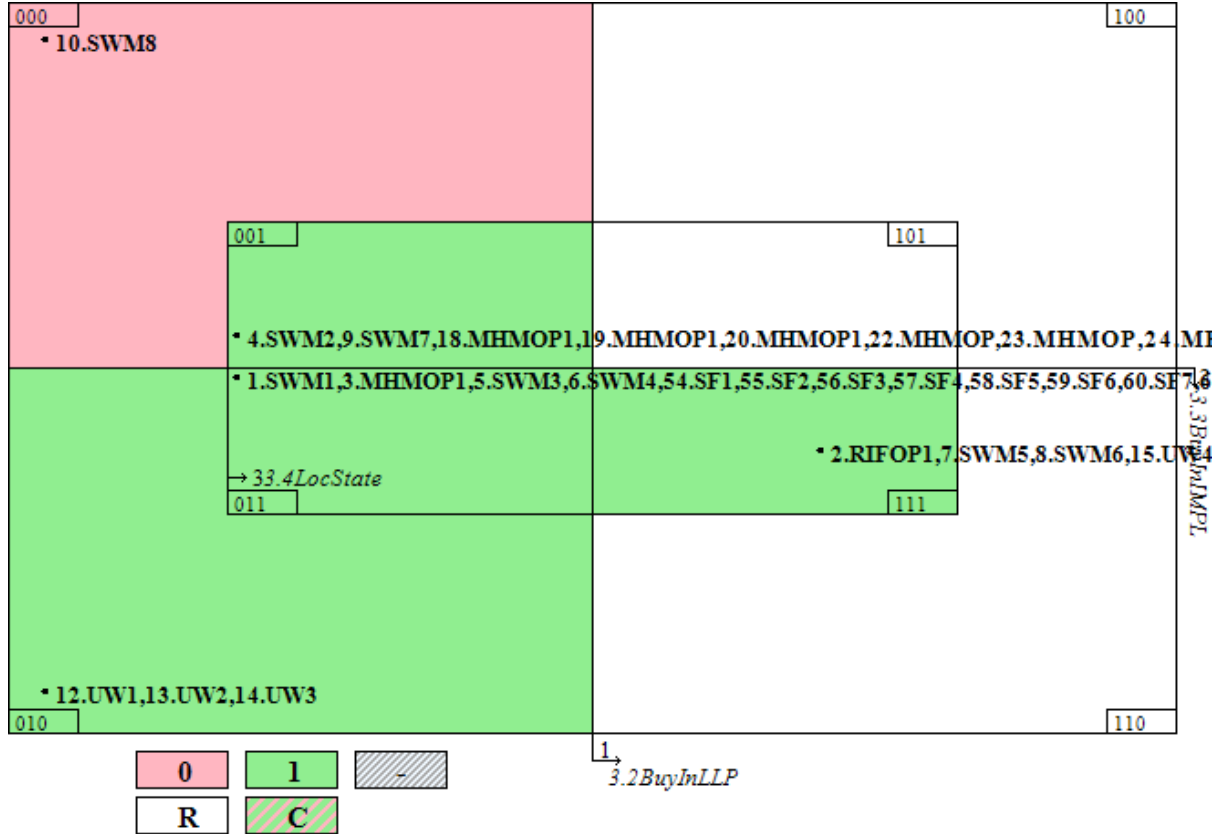 000
100
10.SWM8
001
101
4.SWM2,9.SWM7,18.MHMOP1,19.MHMOP1,20.MHMOP1,22.MHMOP,23.MHMOP,24.MH
1.SWM1,3.MHMOP1,5.SWM3,6.SWM4,54.SF1,55.SF2,56.SF3,57.SF4,58.SF5,59.SF6,60.SF7,6
2
3.3BuyInIMPL
2.RIFOP1,7.SWM5,8.SWM6,15.UW4
33.4LocState
011
111
12.UW1,13.UW2,14.UW3
010
110
1
3.2BuyInLLP
0
1
-
R
C